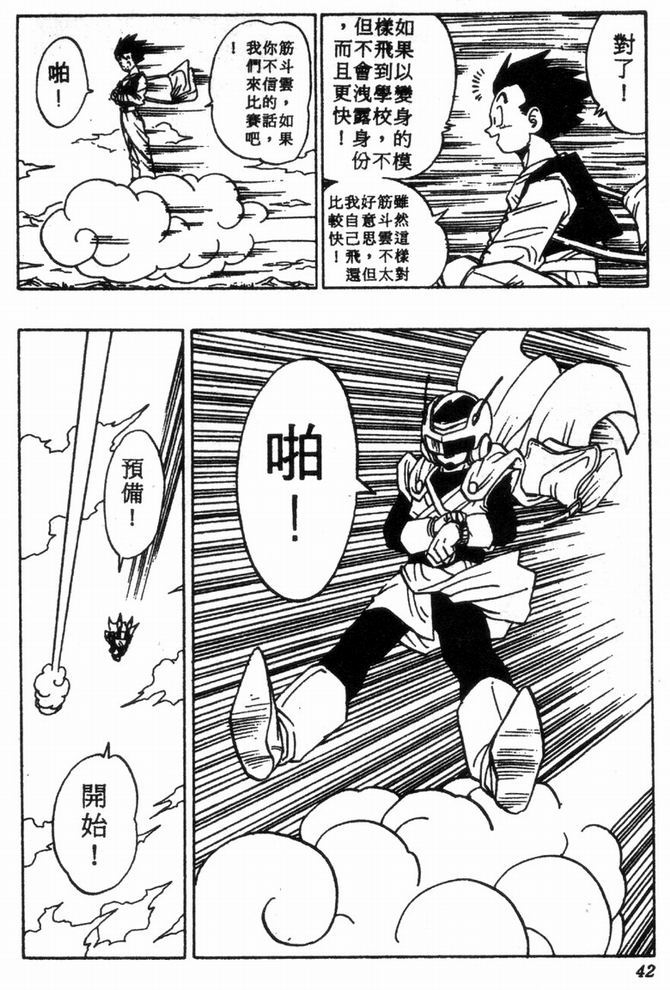 對了！
如果以變身的模
樣飛到學校，不
但不會洩露身份
，而且更快！
雖然這樣對
筋斗雲不太
好意思，但
我自己飛還
比較快！
筋斗雲，如果
你不信的話，
我們來比賽吧
！
啪！
啪！
預備！
開始！
42